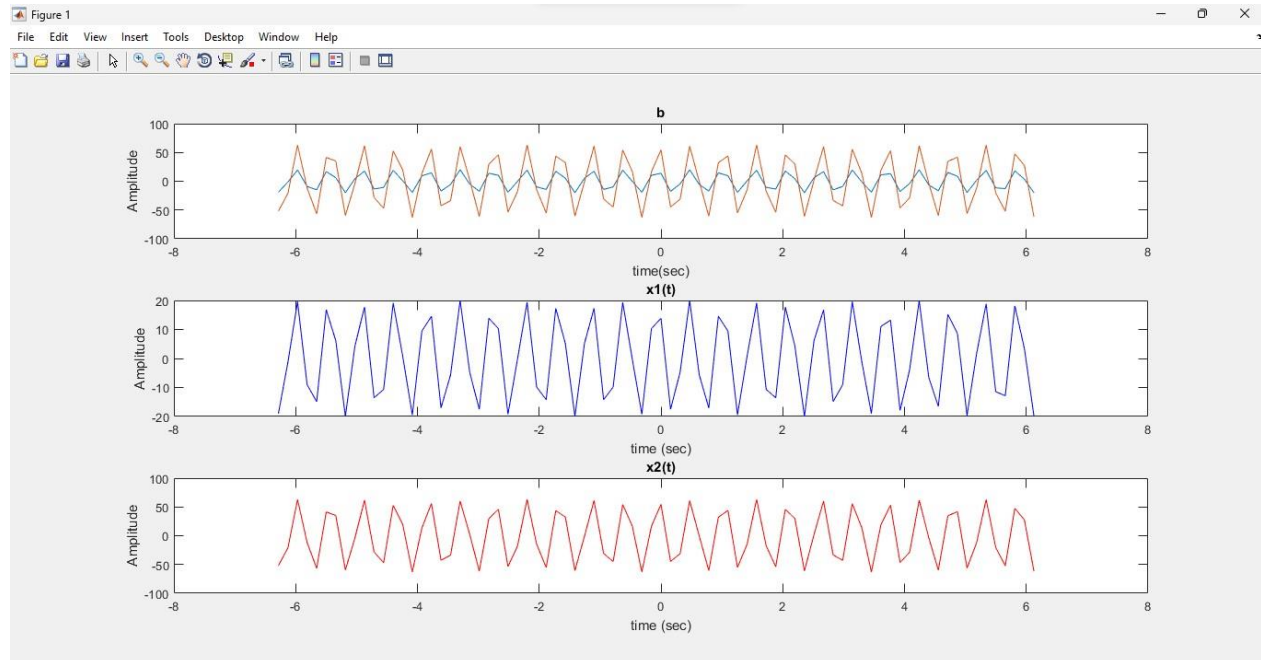 Figure 1
File Edit View Insert Tools Desktop Window Help
b
100
50
0
-50
-100
Amplitude
-8 -6 -4 -2 0 2 4 6 8
time(sec)
x1(t)
20
10
0
-10
-20
Amplitude
-8 -6 -4 -2 0 2 4 6 8
time (sec)
x2(t)
100
50
0
-50
-100
Amplitude
-8 -6 -4 -2 0 2 4 6 8
time (sec)